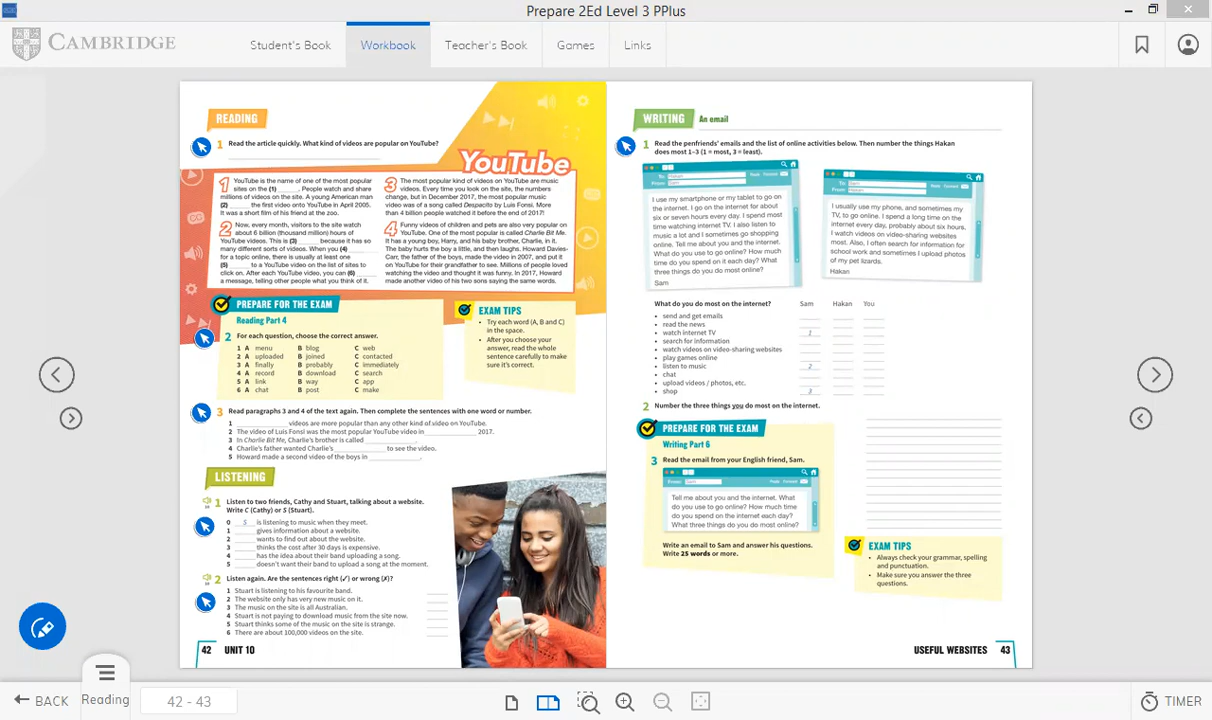 Prepare 2Ed Level 3 PPlus
CAMBRIDGE
Student's Book
Workbook
Teacher's Book
Games
Links
READING
1 Read the article quickly. What kind of videos are popular on YouTube?
YouTube
1 YouTube is the name of one of the most popular
sites on the (1) ______. People watch and share
millions of videos on the site. A young American man
(2) ______ the first video onto YouTube in April 2005.
It was a short film of his friend at the zoo.
2 Now, every month, visitors to the site watch
about 6 billion (thousand million) hours of
YouTube videos. This is (3) ______ because it has so
many different sorts of videos. When you (4) ______
for a topic online, there is usually at least one
(5) ______ to a YouTube video on the list of sites to
click on. After each YouTube video, you can (6) ______
a message, telling other people what you think of it.
3 The most popular kind of videos on YouTube are music
videos. Every time you look on the site, the numbers
change, but in December 2017, the most popular music
video was of a song called Despacito by Luis Fonsi. More
than 4 billion people watched it before the end of 2017!
4 Funny videos of children and pets are also very popular on
YouTube. One of the most popular is called Charlie Bit Me.
It has a young boy, Harry, and his baby brother, Charlie, in it.
The baby hurts the boy a little, and then laughs. Howard Davies-
Carr, the father of the boys, made the video in 2007, and put it
on YouTube for their grandfather to see. Millions of people loved
watching the video and thought it was funny. In 2017, Howard
made another video of his two sons saying the same words.
PREPARE FOR THE EXAM
Reading Part 4
2 For each question, choose the correct answer.
1 A menu B blog C web
2 A uploaded B joined C contacted
3 A finally B probably C immediately
4 A record B download C search
5 A link B way C app
6 A chat B post C make
EXAM TIPS
• Try each word (A, B and C)
in the space.
• After you choose your
answer, read the whole
sentence carefully to make
sure it's correct.
3 Read paragraphs 3 and 4 of the text again. Then complete the sentences with one word or number.
1 ______ videos are more popular than any other kind of video on YouTube.
2 The video of Luis Fonsi was the most popular YouTube video in ______ 2017.
3 In Charlie Bit Me, Charlie's brother is called ______.
4 Charlie's father wanted Charlie's ______ to see the video.
5 Howard made a second video of the boys in ______.
LISTENING
1 Listen to two friends, Cathy and Stuart, talking about a website.
Write C (Cathy) or S (Stuart).
0 S is listening to music when they meet.
1 ______ gives information about a website.
2 ______ wants to find out about the website.
3 ______ thinks the cost after 30 days is expensive.
4 ______ has the idea about their band uploading a song.
5 ______ doesn't want their band to upload a song at the moment.
2 Listen again. Are the sentences right (✓) or wrong (✗)?
1 Stuart is listening to his favourite band.
2 The website only has very new music on it.
3 The music on the site is all Australian.
4 Stuart is not paying to download music from the site now.
5 Stuart thinks some of the music on the site is strange.
6 There are about 100,000 videos on the site.
42 UNIT 10
WRITING An email
1 Read the penfriends' emails and the list of online activities below. Then number the things Hakan
does most 1–3 (1 = most, 3 = least).
To: Hakan
From: Sam
I use my smartphone or my tablet to go on
the internet. I go on the internet for about
six or seven hours every day. I spend most
time watching internet TV. I also listen to
music a lot and I sometimes go shopping
online. Tell me about you and the internet.
What do you use to go online? How much
time do you spend on it each day? What
three things do you do most online?
Sam
To: Sam
From: Hakan
I usually use my phone, and sometimes my
TV, to go online. I spend a long time on the
internet every day, probably about six hours.
I watch videos on video-sharing websites
most. Also, I often search for information for
school work and sometimes I upload photos
of my pet lizards.
Hakan
What do you do most on the internet? Sam Hakan You
• send and get emails
• read the news
• watch internet TV 1
• search for information
• watch videos on video-sharing websites
• play games online
• listen to music 2
• chat
• upload videos / photos, etc.
• shop 3
2 Number the three things you do most on the internet.
PREPARE FOR THE EXAM
Writing Part 6
3 Read the email from your English friend, Sam.
From: Sam
Tell me about you and the internet. What
do you use to go online? How much time
do you spend on the internet each day?
What three things do you do most online?
Write an email to Sam and answer his questions.
Write 25 words or more.
EXAM TIPS
• Always check your grammar, spelling
and punctuation.
• Make sure you answer the three
questions.
USEFUL WEBSITES 43
BACK
Reading
42 - 43
TIMER